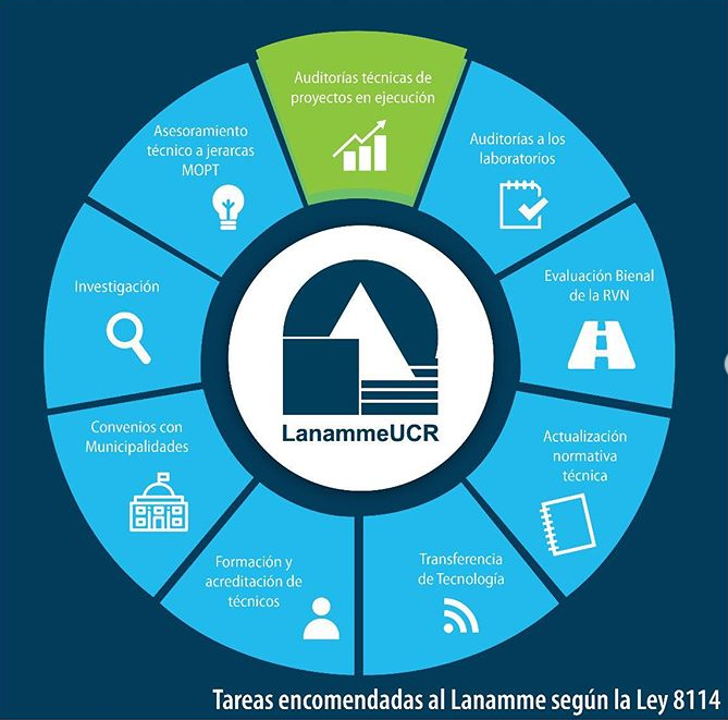 Auditorías técnicas de
proyectos en ejecución
Auditorías a los
laboratorios
Evaluación Bienal
de la RVN
Actualización
normativa
técnica
Transferencia
de Tecnología
Formación y
acreditación de
técnicos
Convenios con
Municipalidades
Investigación
Asesoramiento
técnico a jerarcas
MOPT
LanammeUCR
Tareas encomendadas al Lanamme según la Ley 8114